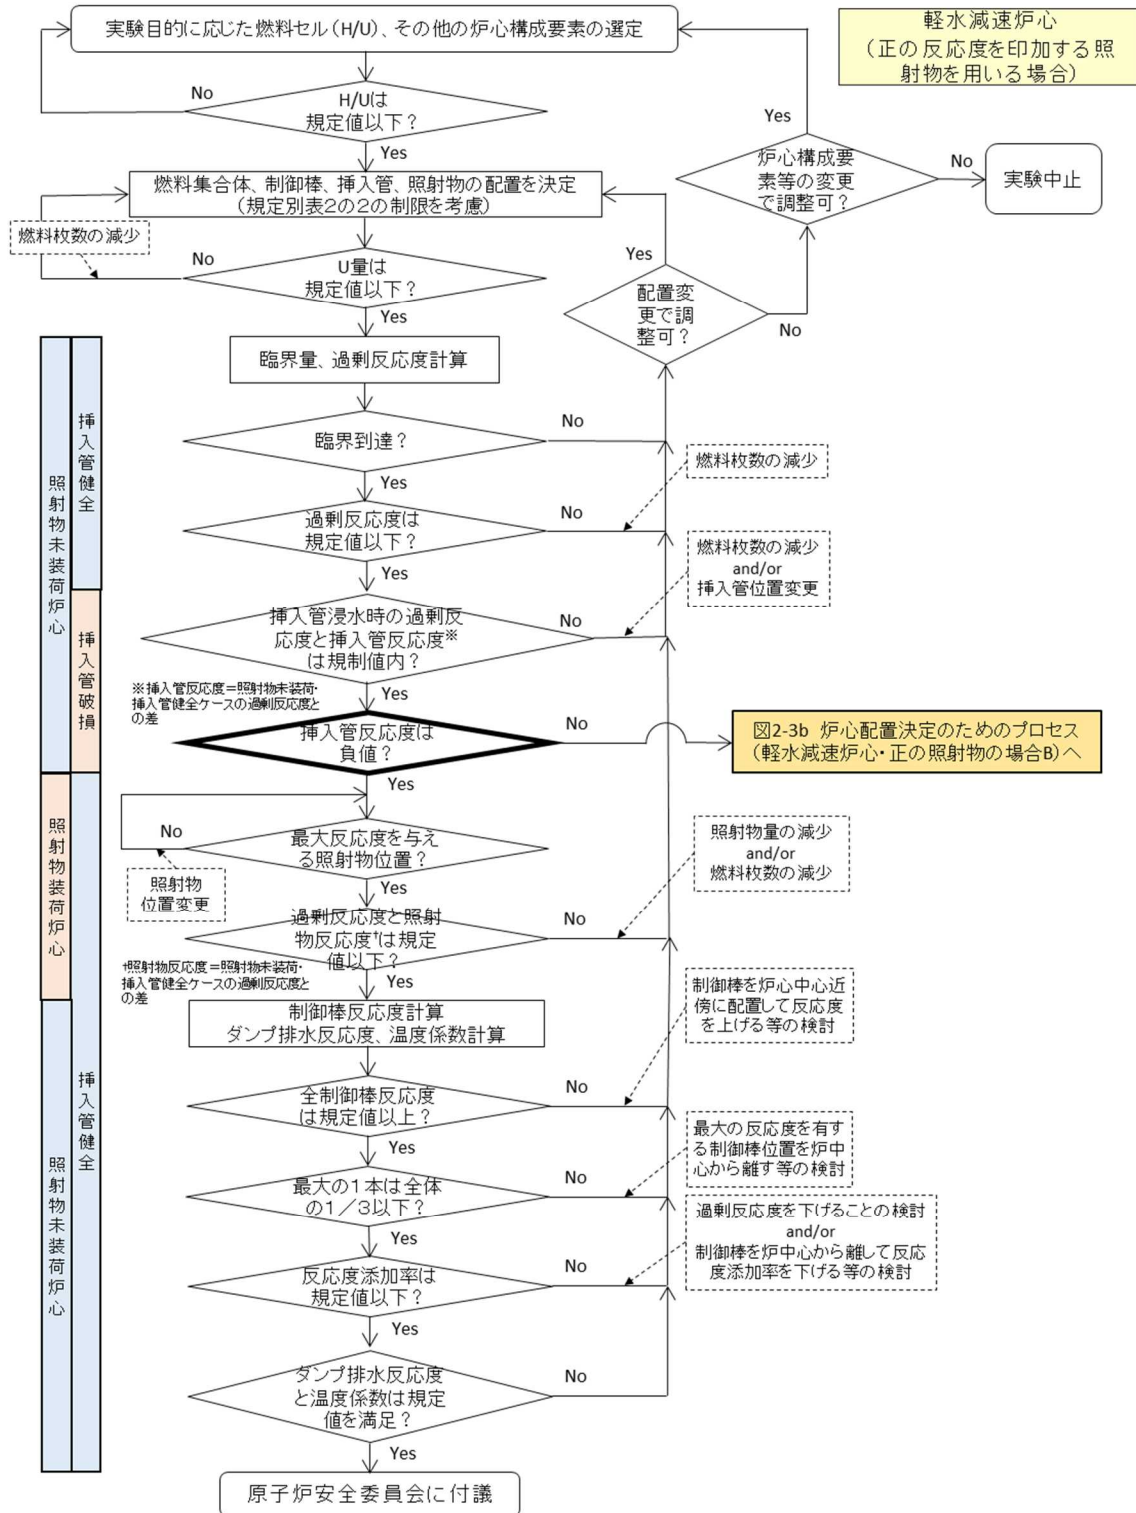 実験目的に応じた燃料セル（H/U）、その他の炉心構成要素の選定
軽水減速炉心
（正の反応度を印加する照
射物を用いる場合）
No
H/Uは
規定値以下？
Yes
Yes
炉心構成要
素等の変更
で調整可？
No
実験中止
燃料集合体、制御棒、挿入管、照射物の配置を決定
（規定別表2の2の制限を考慮）
燃料枚数の減少
No
U量は
規定値以下？
Yes
Yes
配置変
更で調
整可？
No
照射物未装荷炉心
挿入管健全
臨界量、過剰反応度計算
臨界到達？
No
Yes
燃料枚数の減少
過剰反応度は
規定値以下？
No
Yes
燃料枚数の減少
and/or
挿入管位置変更
挿入管破損
挿入管浸水時の過剰反
応度と挿入管反応度※
は規制値内？
No
Yes
※挿入管反応度＝照射物未装荷・
挿入管健全ケースの過剰反応度と
の差
挿入管反応度は
負値？
No
Yes
図2-3b 炉心配置決定のためのプロセス
（軽水減速炉心・正の照射物の場合B）へ
照射物装荷炉心
挿入管健全
No
最大反応度を与え
る照射物位置？
Yes
照射物
位置変更
照射物量の減少
and/or
燃料枚数の減少
過剰反応度と照射
物反応度†は規定
値以下？
No
Yes
†照射物反応度＝照射物未装荷・
挿入管健全ケースの過剰反応度と
の差
制御棒を炉心中心近
傍に配置して反応度
を上げる等の検討
照射物未装荷炉心
制御棒反応度計算
ダンプ排水反応度、温度係数計算
全制御棒反応度
は規定値以上？
No
Yes
最大の反応度を有す
る制御棒位置を炉中
心から離す等の検討
最大の１本は全体
の１／３以下？
No
Yes
過剰反応度を下げることの検討
and/or
制御棒を炉中心から離して反応
度添加率を下げる等の検討
反応度添加率は
規定値以下？
No
Yes
ダンプ排水反応度
と温度係数は規定
値を満足？
No
Yes
原子炉安全委員会に付議